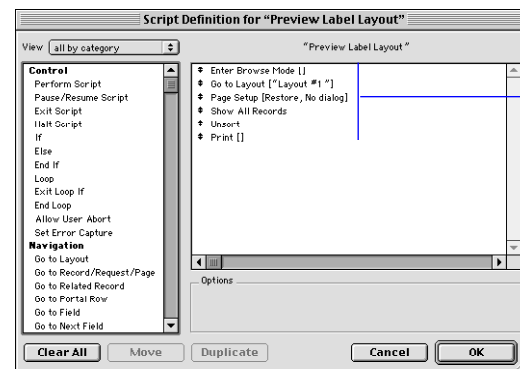 Script Definition for “Preview Label Layout”
View all by category
"Preview Label Layout"
Control
Perform Script
Pause/Resume Script
Exit Script
Halt Script
If
Else
End If
Loop
Exit Loop If
End Loop
Allow User Abort
Set Error Capture
Navigation
Go to Layout
Go to Record/Request/Page
Go to Related Record
Go to Portal Row
Go to Field
Go to Next Field
Enter Browse Mode []
Go to Layout ["Layout #1"]
Page Setup [Restore, No dialog]
Show All Records
Unsort
Print []
Options
Clear All
Move
Duplicate
Cancel
OK